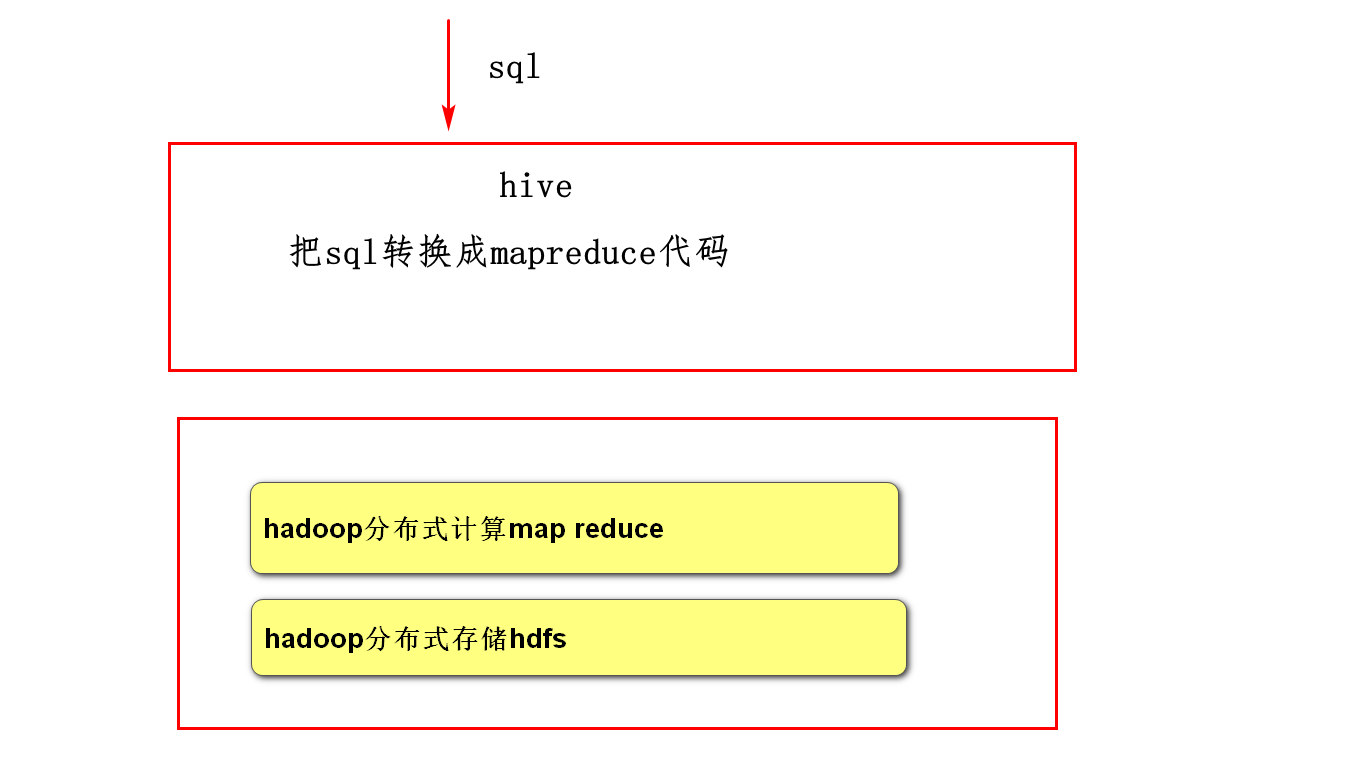 sql
hive
把sql转换成mapreduce代码
hadoop分布式计算map reduce
hadoop分布式存储hdfs